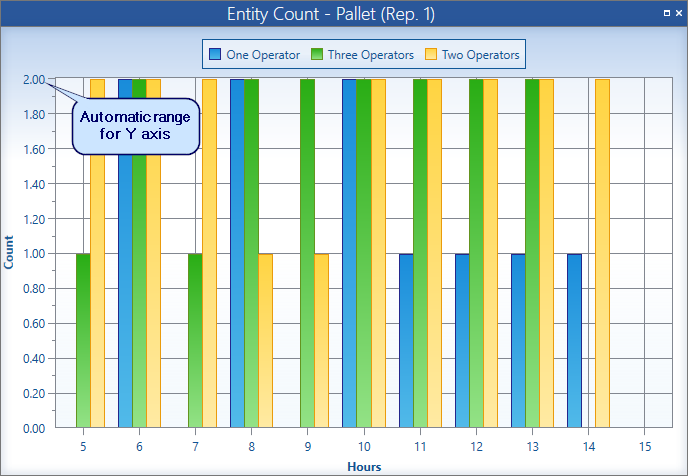 Entity Count - Pallet (Rep. 1)
One Operator Three Operators Two Operators
Automatic range
for Y axis
2.00
1.80
1.60
1.40
1.20
1.00
0.80
0.60
0.40
0.20
0.00
Count
5 6 7 8 9 10 11 12 13 14 15
Hours